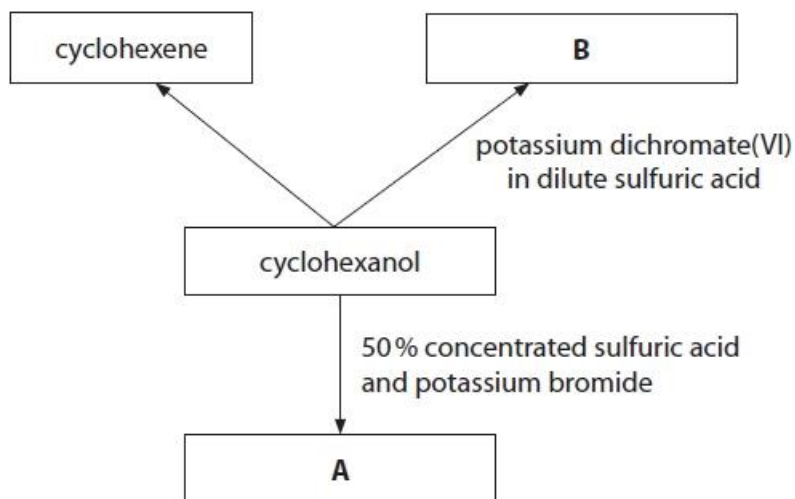 cyclohexene
B
potassium dichromate(VI)
in dilute sulfuric acid
cyclohexanol
50% concentrated sulfuric acid
and potassium bromide
A